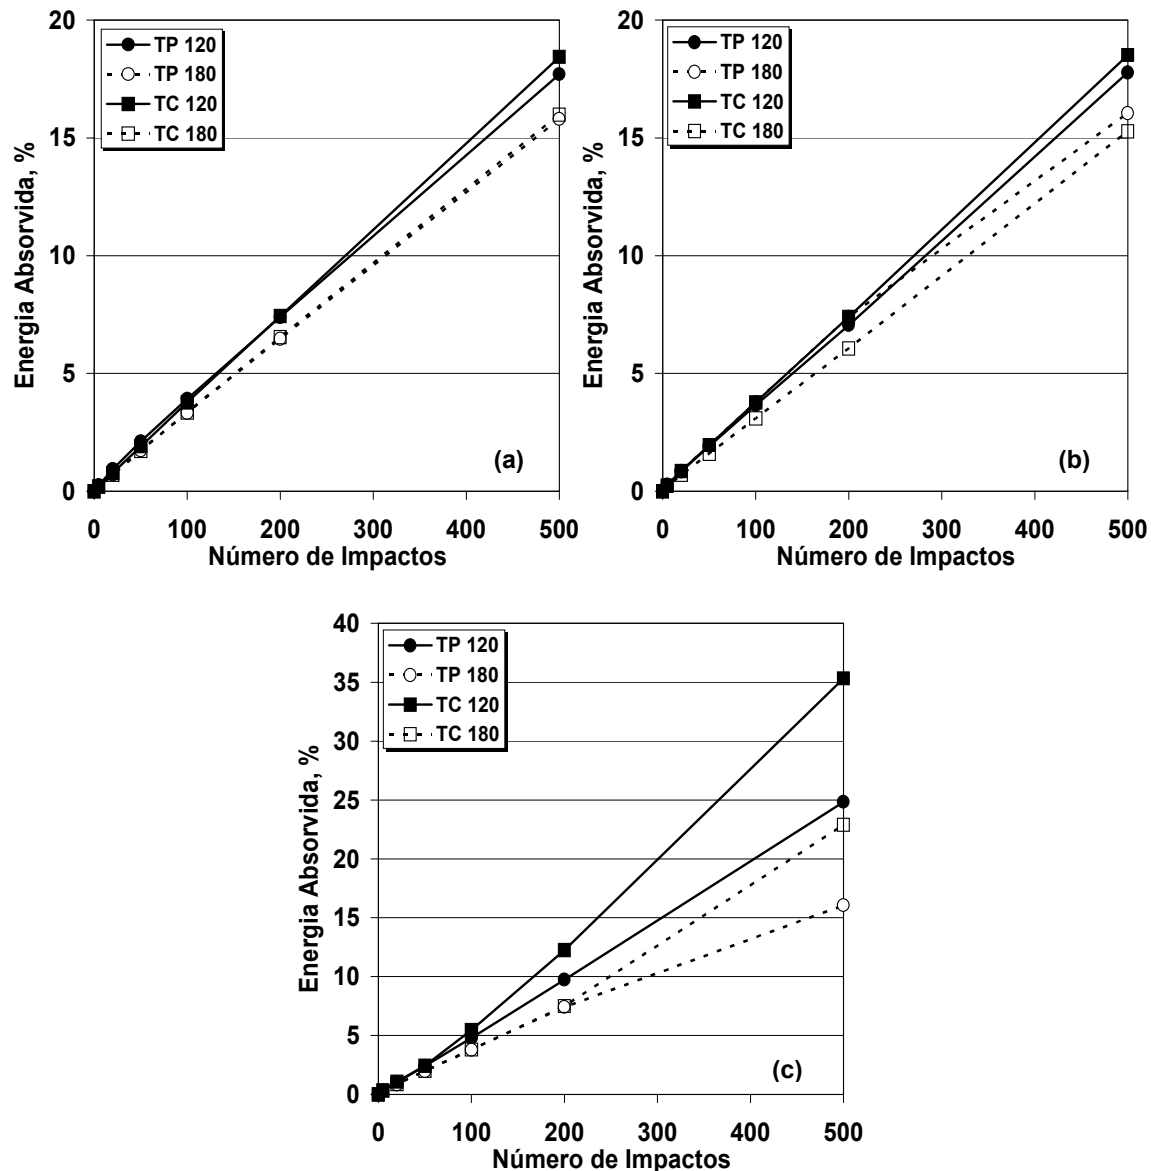 20
15
10
5
0
Energia Absorvida, %
TP 120
TP 180
TC 120
TC 180
(a)
0 100 200 300 400 500
Número de Impactos
20
15
10
5
0
Energia Absorvida, %
TP 120
TP 180
TC 120
TC 180
(b)
0 100 200 300 400 500
Número de Impactos
40
35
30
25
20
15
10
5
0
Energia Absorvida, %
TP 120
TP 180
TC 120
TC 180
(c)
0 100 200 300 400 500
Número de Impactos